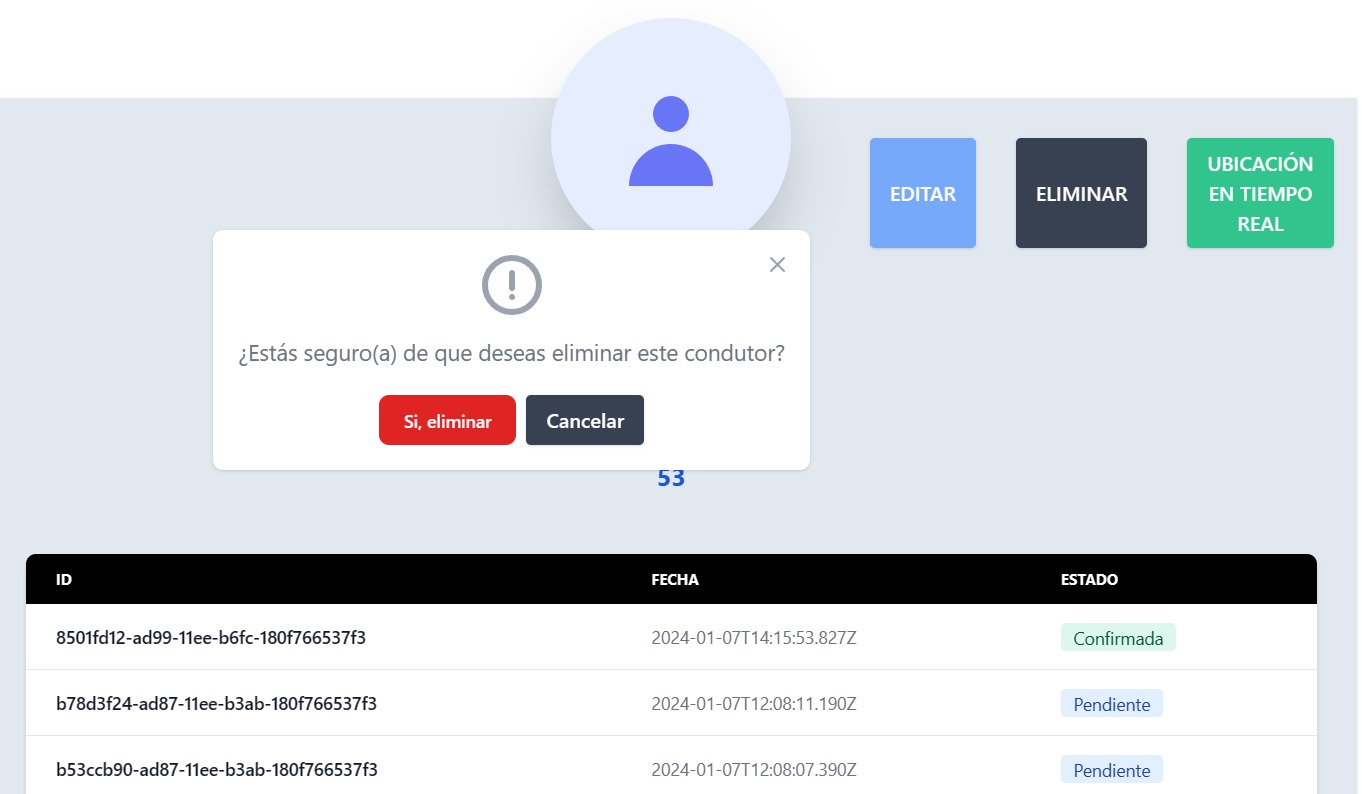 EDITAR
ELIMINAR
UBICACIÓN
EN TIEMPO
REAL
¿Estás seguro(a) de que deseas eliminar este condutor?
Si, eliminar
Cancelar
53
ID FECHA ESTADO
8501fd12-ad99-11ee-b6fc-180f766537f3 2024-01-07T14:15:53.827Z Confirmada
b78d3f24-ad87-11ee-b3ab-180f766537f3 2024-01-07T12:08:11.190Z Pendiente
b53ccb90-ad87-11ee-b3ab-180f766537f3 2024-01-07T12:08:07.390Z Pendiente